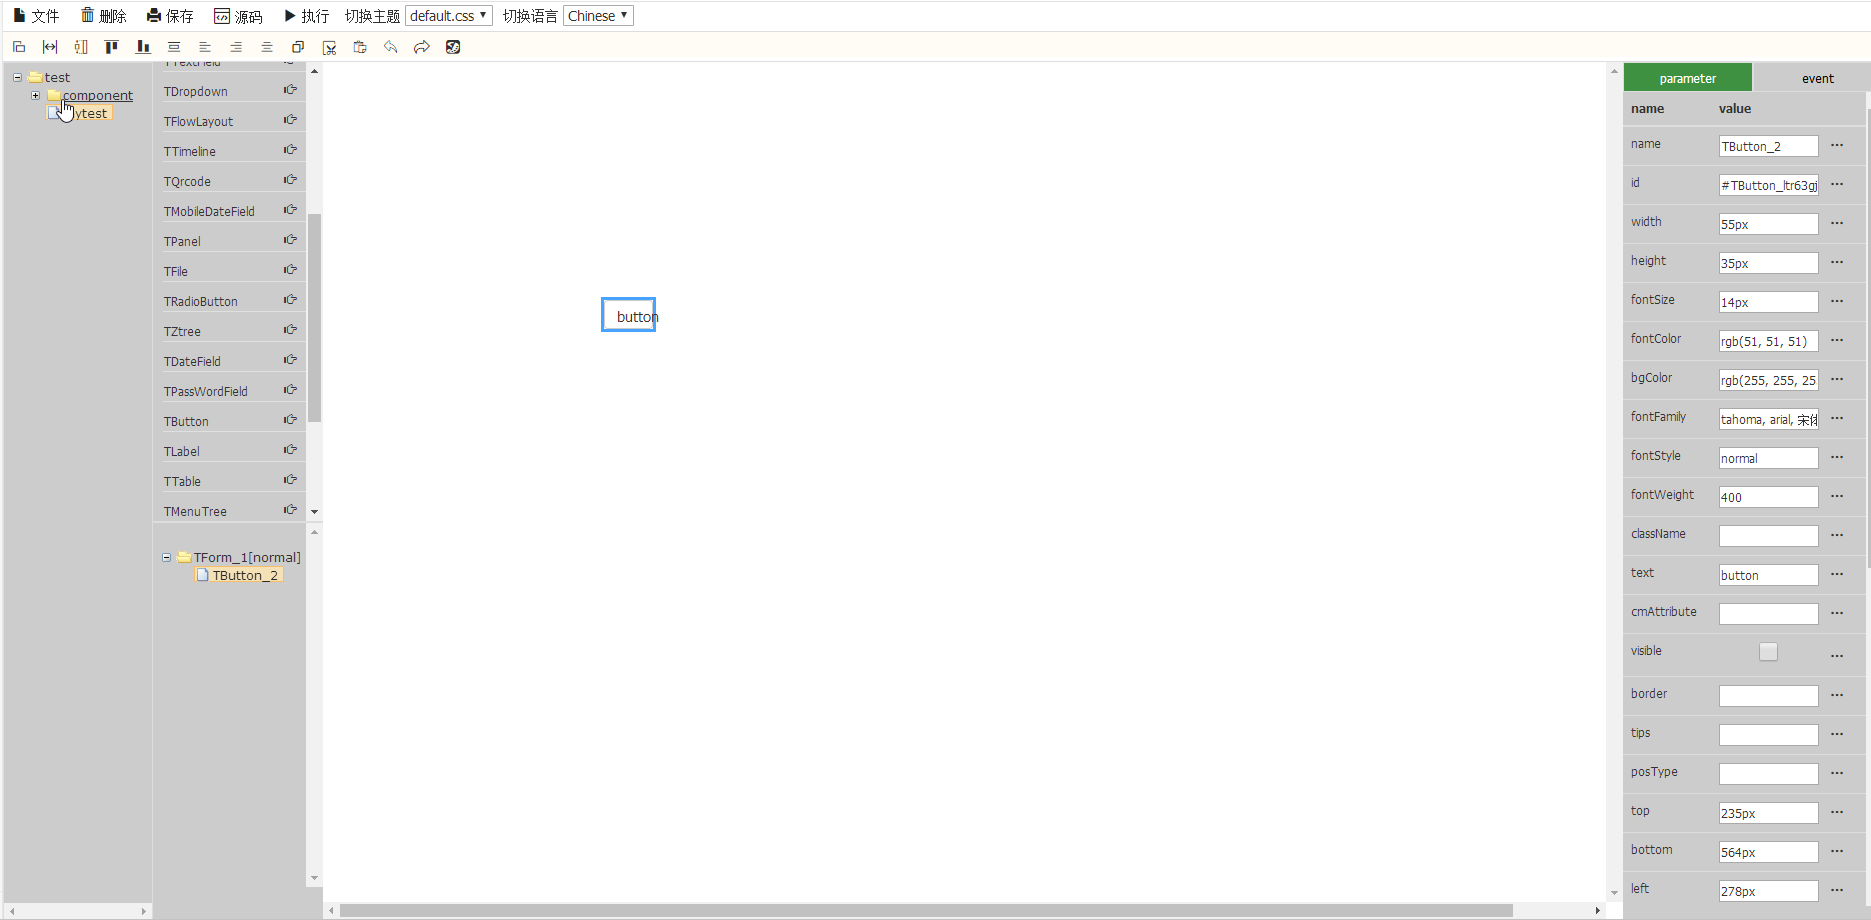 文件 删除 保存 源码 执行 切换主题 default.css 切换语言 Chinese
test
component
ytest
TTextField
TDropdown
TFlowLayout
TTimeline
TQrcode
TMobileDateField
TPanel
TFile
TRadioButton
TZtree
TDateField
TPassWordField
TButton
TLabel
TTable
TMenuTree
TForm_1[normal]
TButton_2
button
parameter event
name value
name TButton_2 ...
id #TButton_ltr63gj ...
width 55px ...
height 35px ...
fontSize 14px ...
fontColor rgb(51, 51, 51) ...
bgColor rgb(255, 255, 25 ...
fontFamily tahoma, arial, 宋体 ...
fontStyle normal ...
fontWeight 400 ...
className ...
text button ...
cmAttribute ...
visible ...
border ...
tips ...
posType ...
top 235px ...
bottom 564px ...
left 278px ...